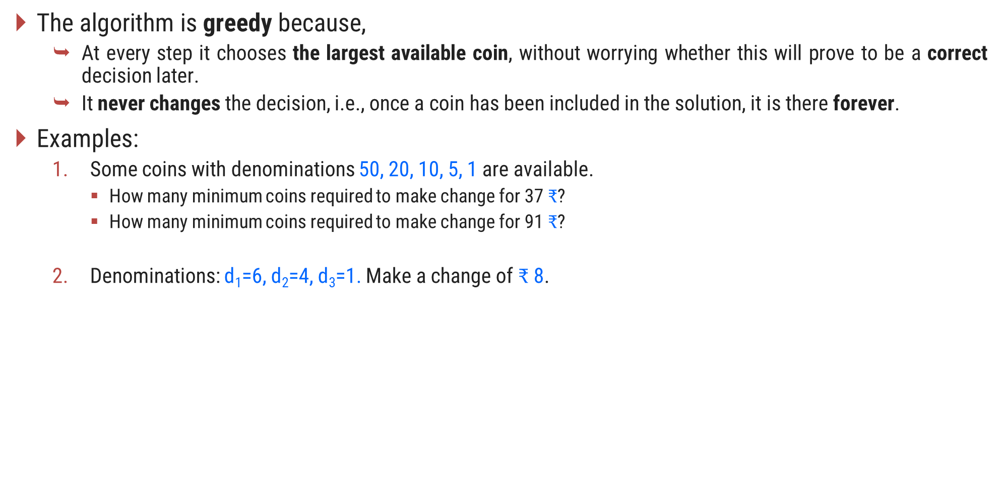 The algorithm is greedy because,
At every step it chooses the largest available coin, without worrying whether this will prove to be a correct
decision later.
It never changes the decision, i.e., once a coin has been included in the solution, it is there forever.
Examples:
1. Some coins with denominations 50, 20, 10, 5, 1 are available.
How many minimum coins required to make change for 37 ₹?
How many minimum coins required to make change for 91 ₹?
2. Denominations: d₁=6, d₂=4, d₃=1. Make a change of ₹ 8.